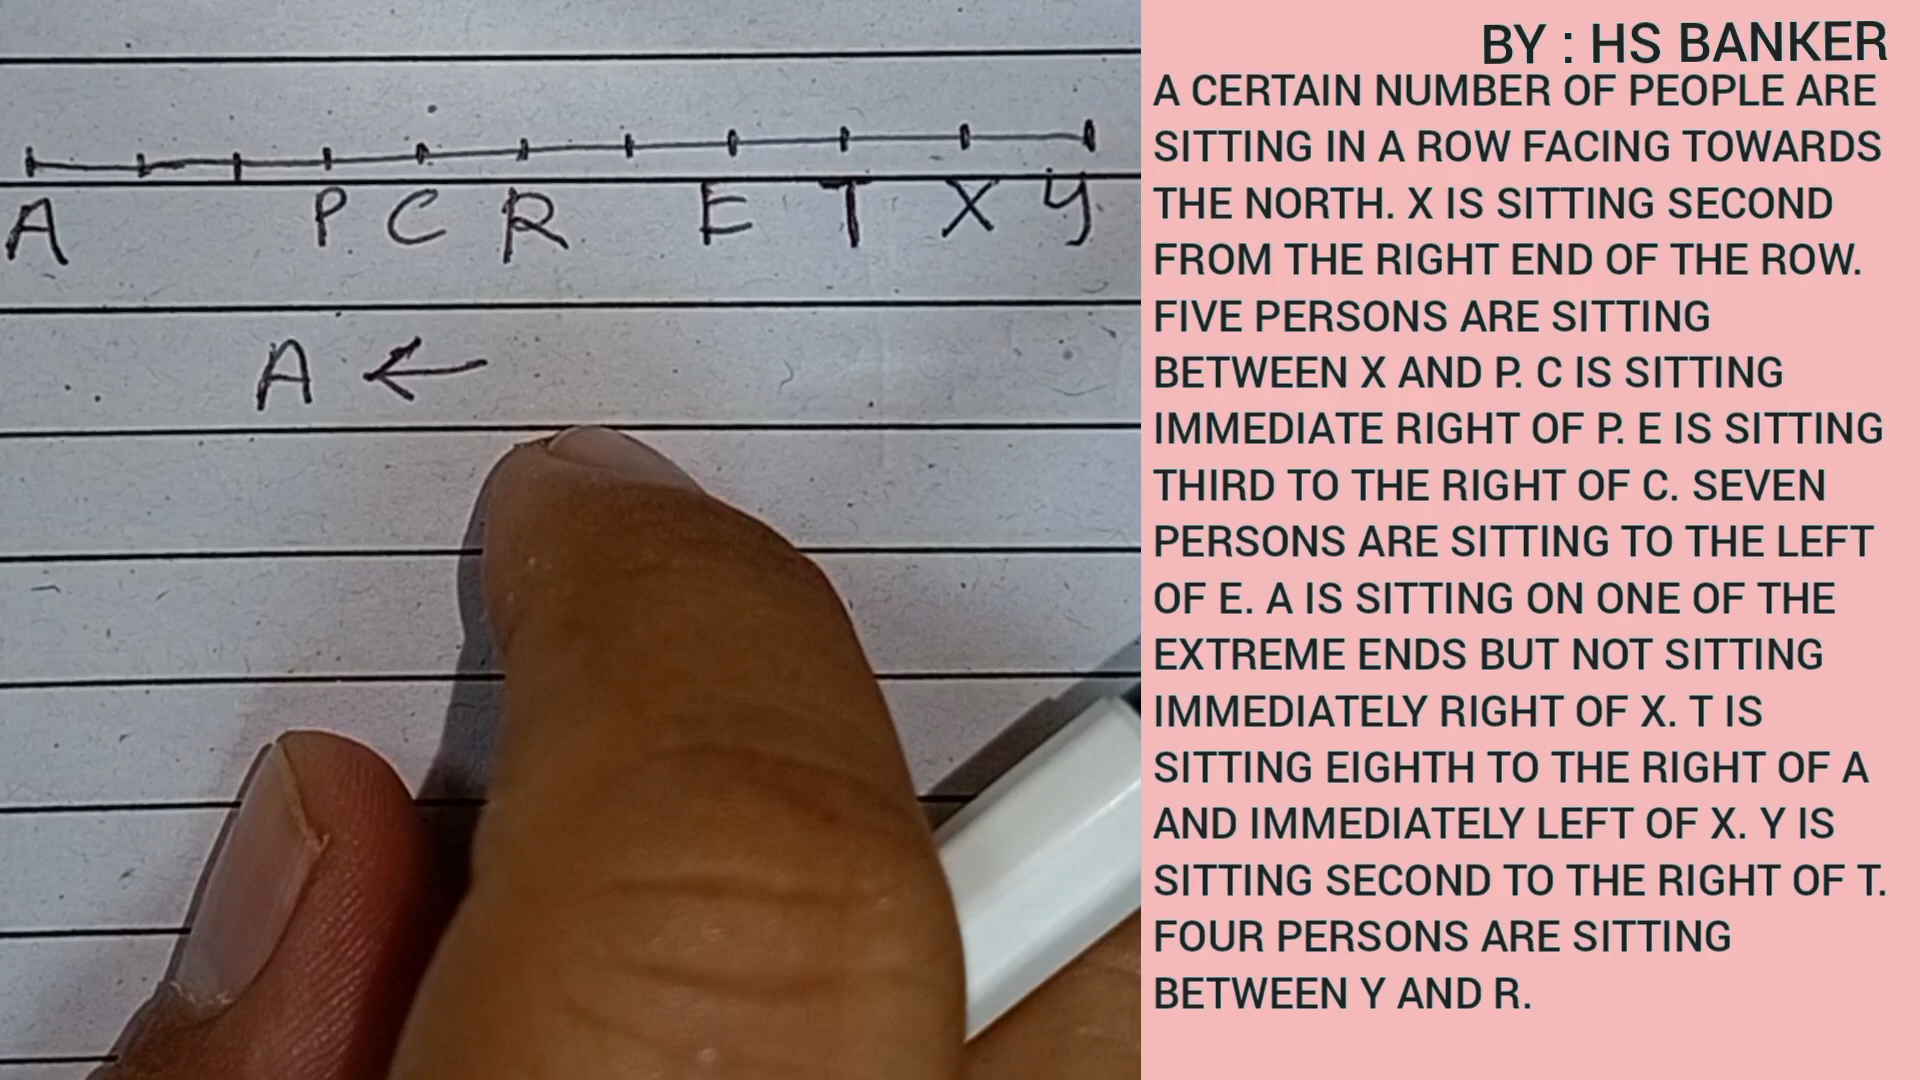 A P C R E T X Y
A ←
BY : HS BANKER
A CERTAIN NUMBER OF PEOPLE ARE
SITTING IN A ROW FACING TOWARDS
THE NORTH. X IS SITTING SECOND
FROM THE RIGHT END OF THE ROW.
FIVE PERSONS ARE SITTING
BETWEEN X AND P. C IS SITTING
IMMEDIATE RIGHT OF P. E IS SITTING
THIRD TO THE RIGHT OF C. SEVEN
PERSONS ARE SITTING TO THE LEFT
OF E. A IS SITTING ON ONE OF THE
EXTREME ENDS BUT NOT SITTING
IMMEDIATELY RIGHT OF X. T IS
SITTING EIGHTH TO THE RIGHT OF A
AND IMMEDIATELY LEFT OF X. Y IS
SITTING SECOND TO THE RIGHT OF T.
FOUR PERSONS ARE SITTING
BETWEEN Y AND R.